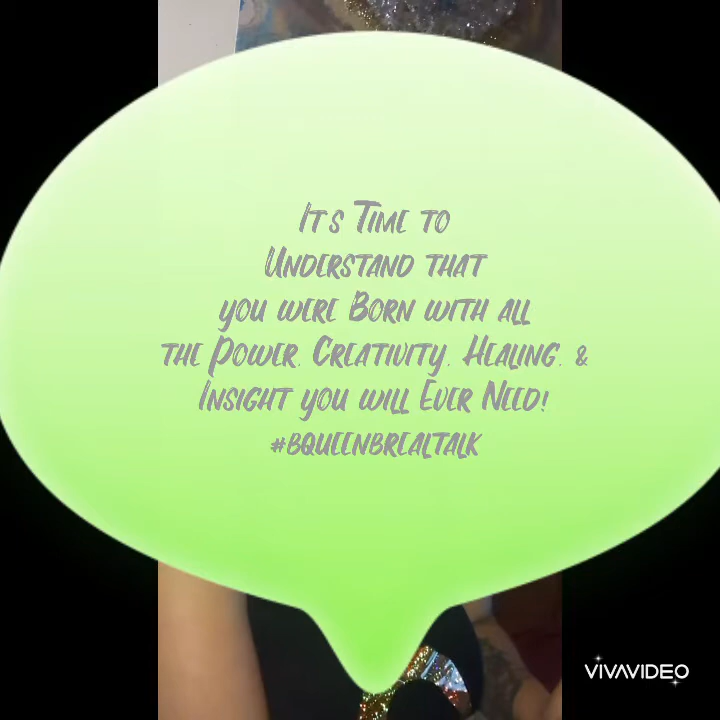 It's Time to
Understand that
you were Born with all
the Power, Creativity, Healing, &
Insight you will Ever Need!
#BQUEENBREALTALK
VIVAVIDEO